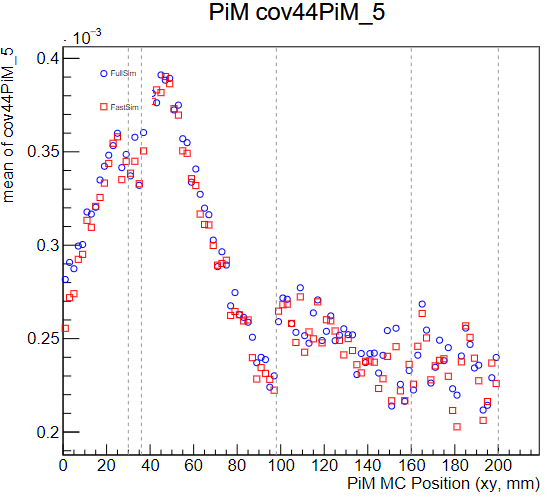 PiM cov44PiM_5
×10⁻³
mean of cov44PiM_5
0.4
0.35
0.3
0.25
0.2
FullSim
FastSim
0 20 40 60 80 100 120 140 160 180 200
PiM MC Position (xy, mm)